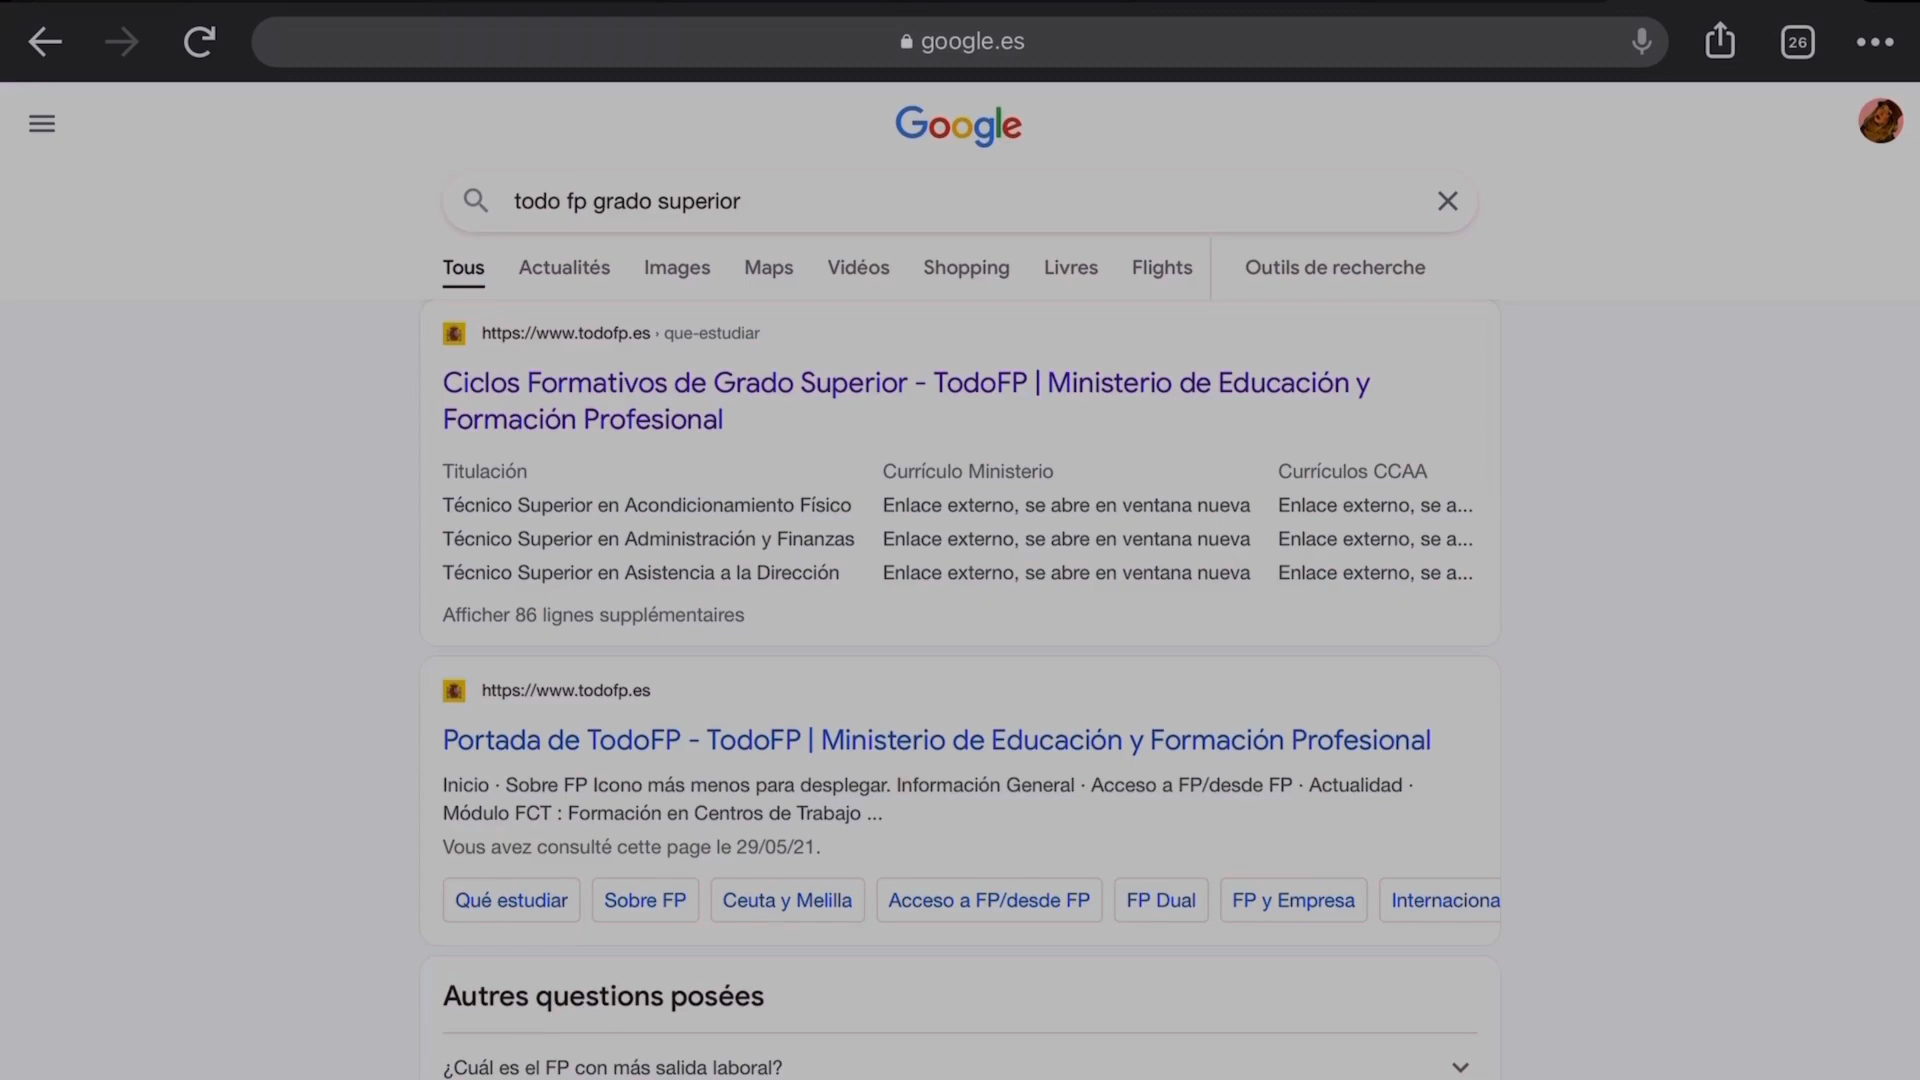 google.es
26
Google
todo fp grado superior
Tous Actualités Images Maps Vidéos Shopping Livres Flights Outils de recherche
https://www.todofp.es › que-estudiar
Ciclos Formativos de Grado Superior - TodoFP | Ministerio de Educación y
Formación Profesional
Titulación Currículo Ministerio Currículos CCAA
Técnico Superior en Acondicionamiento Físico Enlace externo, se abre en ventana nueva Enlace externo, se a...
Técnico Superior en Administración y Finanzas Enlace externo, se abre en ventana nueva Enlace externo, se a...
Técnico Superior en Asistencia a la Dirección Enlace externo, se abre en ventana nueva Enlace externo, se a...
Afficher 86 lignes supplémentaires
https://www.todofp.es
Portada de TodoFP - TodoFP | Ministerio de Educación y Formación Profesional
Inicio · Sobre FP Icono más menos para desplegar. Información General · Acceso a FP/desde FP · Actualidad ·
Módulo FCT : Formación en Centros de Trabajo ...
Vous avez consulté cette page le 29/05/21.
Qué estudiar Sobre FP Ceuta y Melilla Acceso a FP/desde FP FP Dual FP y Empresa Internaciona
Autres questions posées
¿Cuál es el FP con más salida laboral?